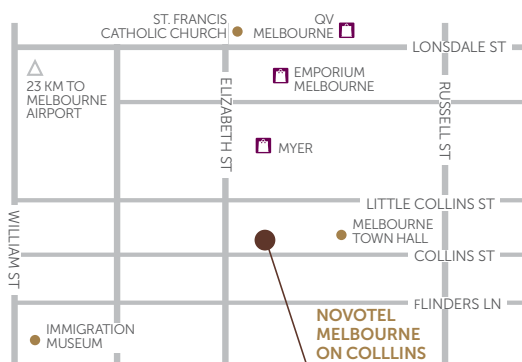 ST. FRANCIS
CATHOLIC CHURCH
QV
MELBOURNE
LONSDALE ST
23 KM TO
MELBOURNE
AIRPORT
EMPORIUM
MELBOURNE
ELIZABETH ST
RUSSELL ST
MYER
LITTLE COLLINS ST
WILLIAM ST
MELBOURNE
TOWN HALL
COLLINS ST
FLINDERS LN
NOVOTEL
MELBOURNE
ON COLLLINS
IMMIGRATION
MUSEUM